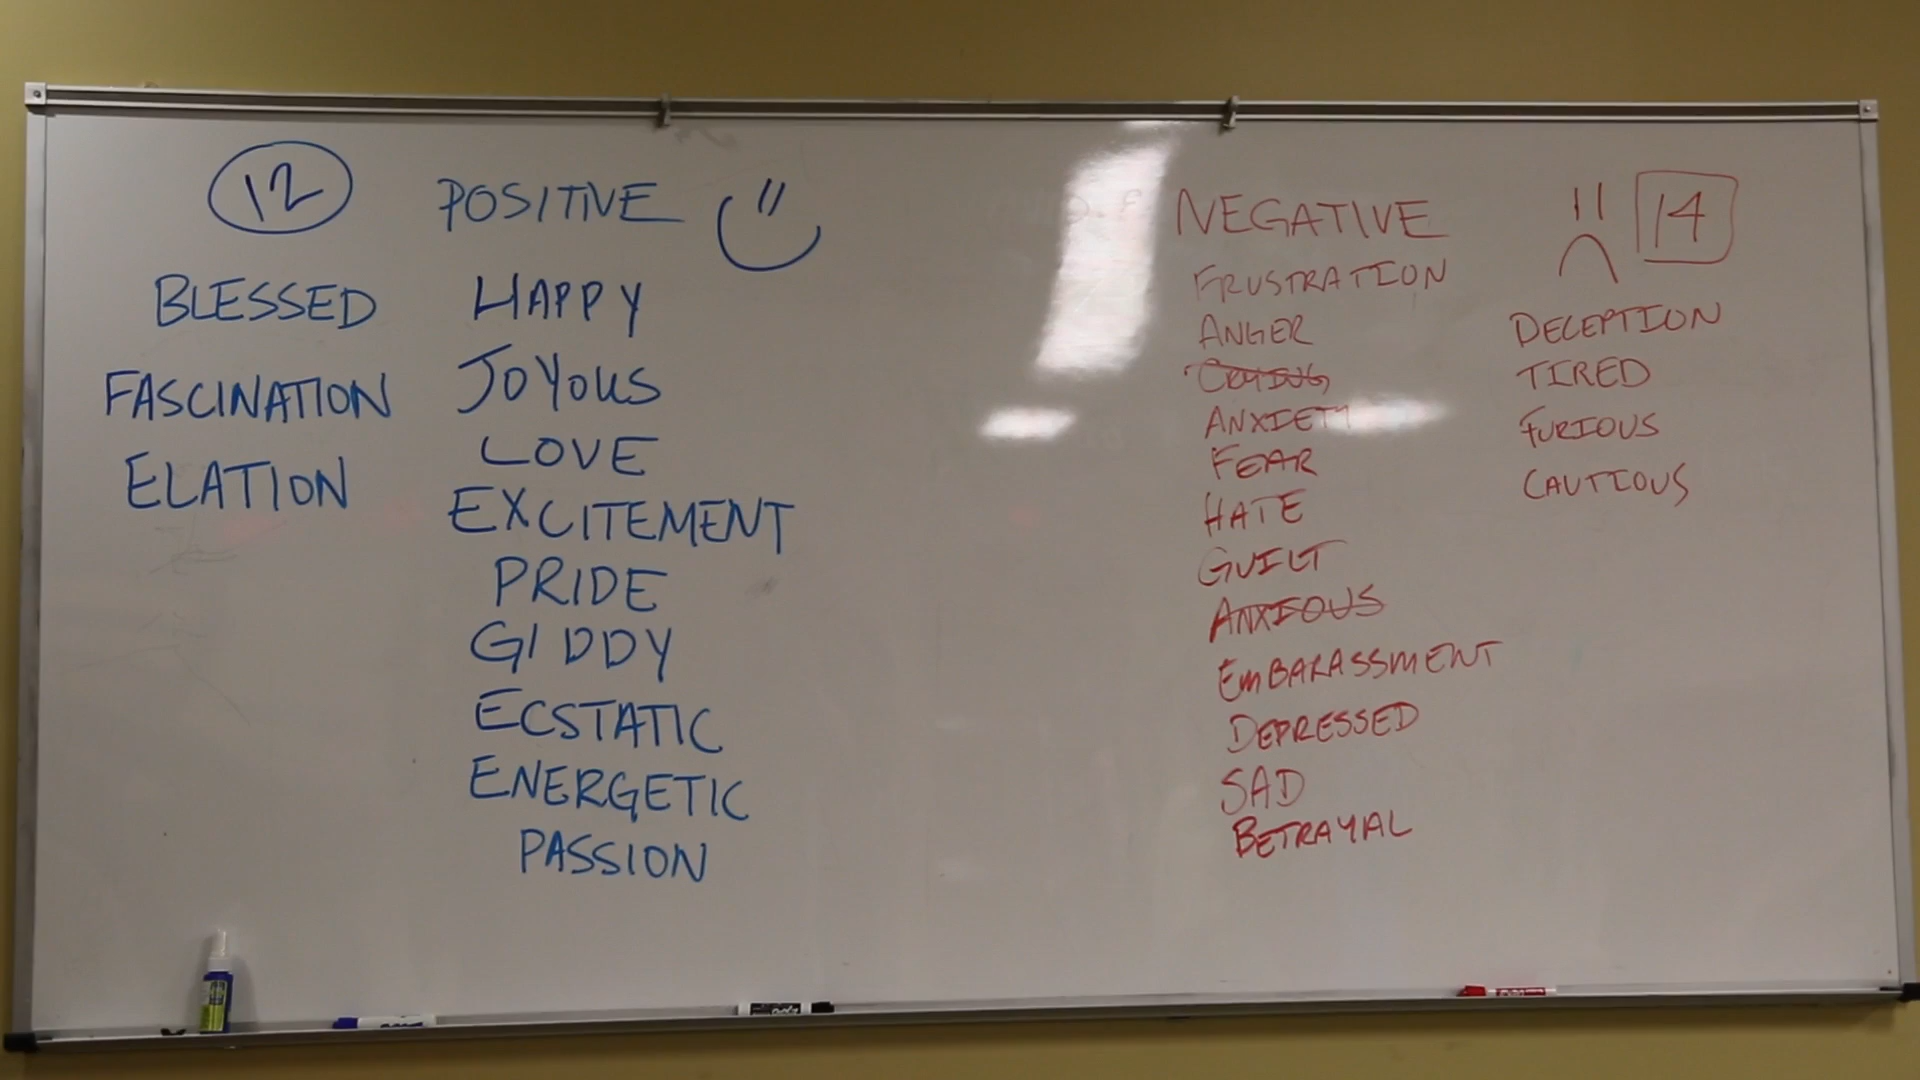 12
POSITIVE
BLESSED
FASCINATION
ELATION
HAPPY
JOYOUS
LOVE
EXCITEMENT
PRIDE
GIDDY
ECSTATIC
ENERGETIC
PASSION
NEGATIVE
14
FRUSTRATION
ANGER
CRYING
ANXIETY
FEAR
HATE
GUILT
ANXIOUS
EMBARASSMENT
DEPRESSED
SAD
BETRAYAL
DECEPTION
TIRED
FURIOUS
CAUTIOUS